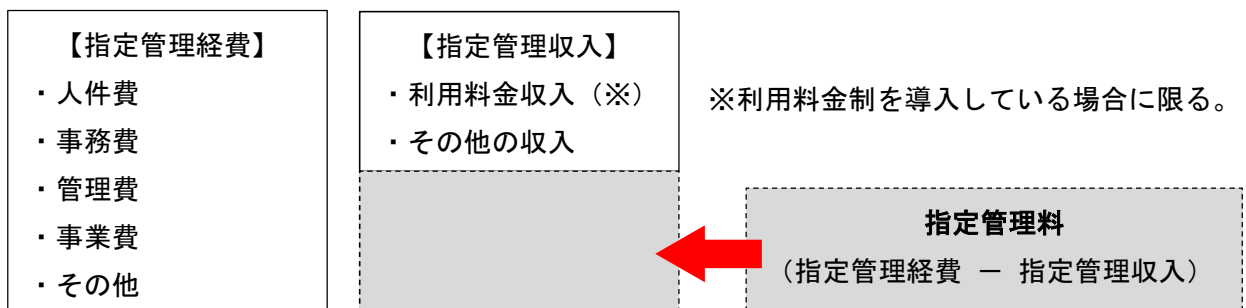 【指定管理経費】
・人件費
・事務費
・管理費
・事業費
・その他
【指定管理収入】
・利用料金収入（※）
・その他の収入
※利用料金制を導入している場合に限る。
指定管理料
（指定管理経費 － 指定管理収入）